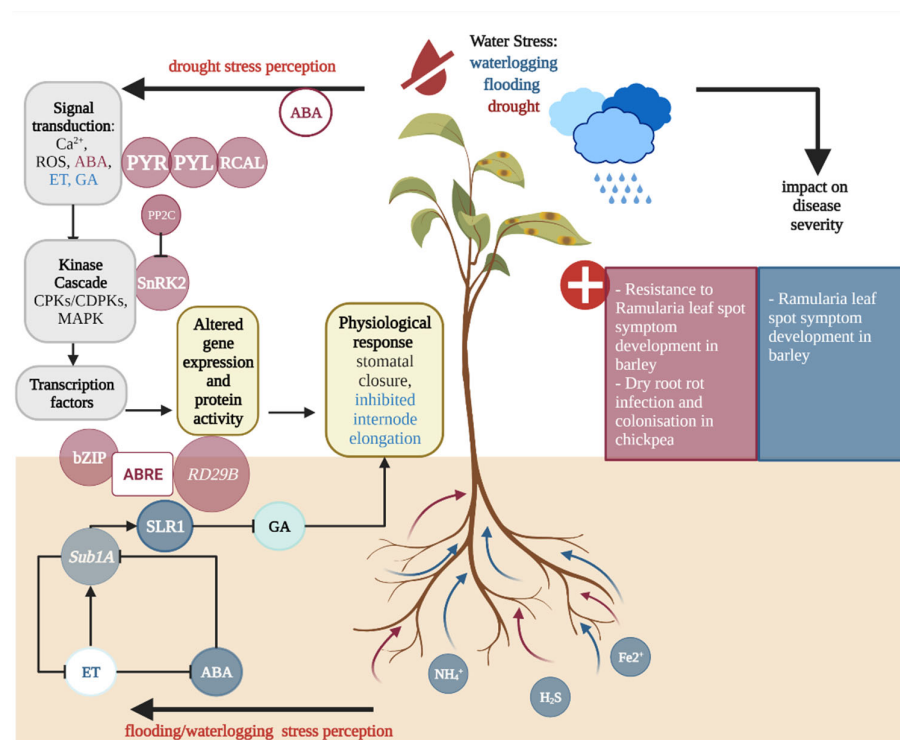 Water Stress:
waterlogging
flooding
drought
drought stress perception
ABA
Signal
transduction:
Ca²⁺,
ROS, ABA,
ET, GA
PYR
PYL
RCAL
PP2C
SnRK2
Kinase
Cascade
CPKs/CDPKs,
MAPK
Transcription
factors
Altered
gene
expression
and
protein
activity
Physiological
response
stomatal
closure,
inhibited
internode
elongation
impact on
disease
severity
- Resistance to
Ramularia leaf spot
symptom
development in
barley
- Dry root rot
infection and
colonisation in
chickpea
- Ramularia leaf
spot symptom
development in
barley
bZIP
ABRE
RD29B
SLR1
GA
Sub1A
ET
ABA
NH₄⁺
H₂S
Fe2⁺
flooding/waterlogging stress perception